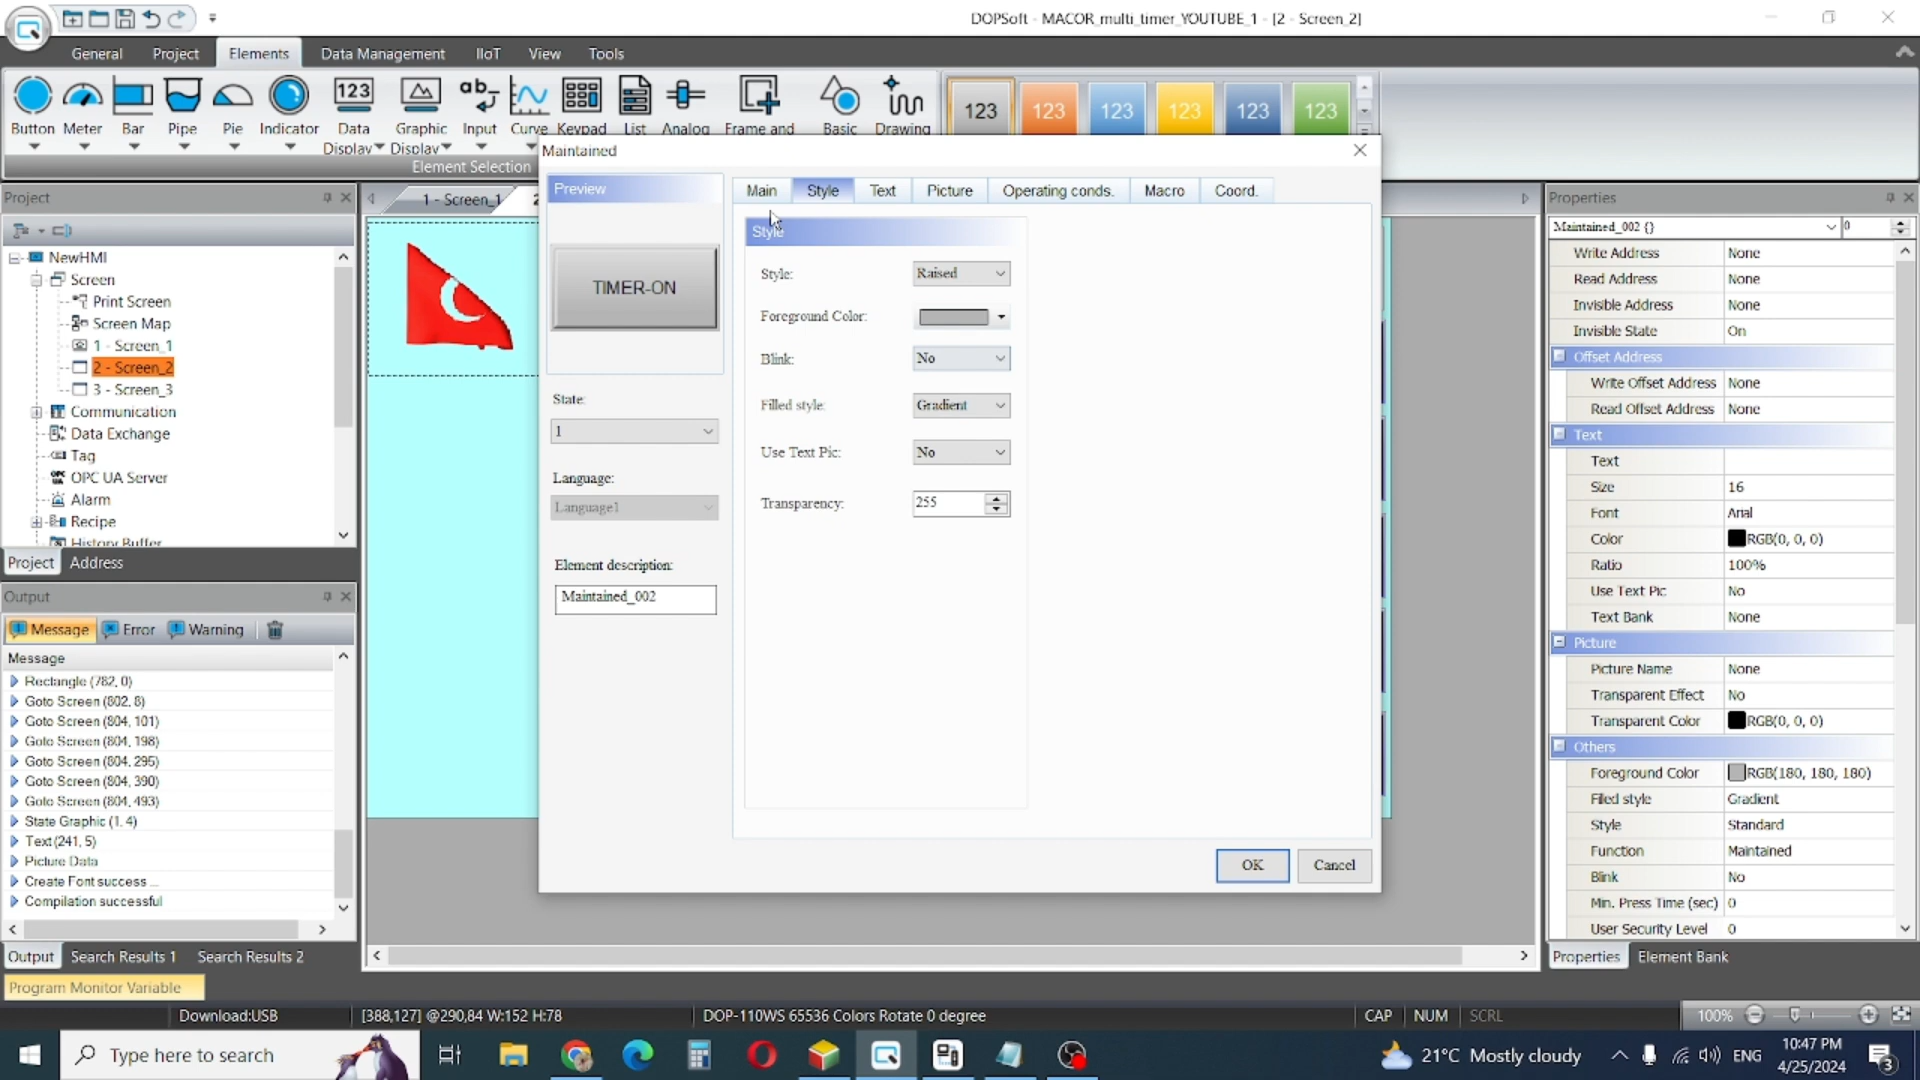 DOPSoft - MACOR_multi_timer_YOUTUBE_1 - [2 - Screen_2]
General Project Elements Data Management IIoT View Tools
Button Meter Bar Pipe Pie Indicator Data Display Graphic Display Input Curve Keypad List Analog Frame and Basic Drawing
123 123 123 123 123 123 123
Element Selection
Project
NewHMI
Screen
Print Screen
Screen Map
1 - Screen_1
2 - Screen_2
3 - Screen_3
Communication
Data Exchange
Tag
OPC UA Server
Alarm
Recipe
History Buffer
Project Address
Output
Message Error Warning
Message
Rectangle (782, 0)
Goto Screen (802, 8)
Goto Screen (804, 101)
Goto Screen (804, 198)
Goto Screen (804, 295)
Goto Screen (804, 390)
Goto Screen (804, 493)
State Graphic (1, 4)
Text (241, 5)
Picture Data
Create Font success ...
Compilation successful
Output Search Results 1 Search Results 2
Program Monitor Variable
1 - Screen_1 2
Maintained
Preview
TIMER-ON
State:
1
Language:
Language1
Element description:
Maintained_002
Main Style Text Picture Operating conds. Macro Coord.
Style
Style: Raised
Foreground Color:
Blink: No
Filled style: Gradient
Use Text Pic: No
Transparency: 255
OK Cancel
Properties
Maintained_002 {} 0
Write Address None
Read Address None
Invisible Address None
Invisible State On
Offset Address
Write Offset Address None
Read Offset Address None
Text
Text
Size 16
Font Arial
Color RGB(0, 0, 0)
Ratio 100%
Use Text Pic No
Text Bank None
Picture
Picture Name None
Transparent Effect No
Transparent Color RGB(0, 0, 0)
Others
Foreground Color RGB(180, 180, 180)
Filled style Gradient
Style Standard
Function Maintained
Blink No
Min. Press Time (sec) 0
User Security Level 0
Properties Element Bank
Download:USB [388,127] @290,84 W:152 H:78 DOP-110WS 65536 Colors Rotate 0 degree CAP NUM SCRL 100%
Type here to search 21°C Mostly cloudy ENG 10:47 PM
4/25/2024 3